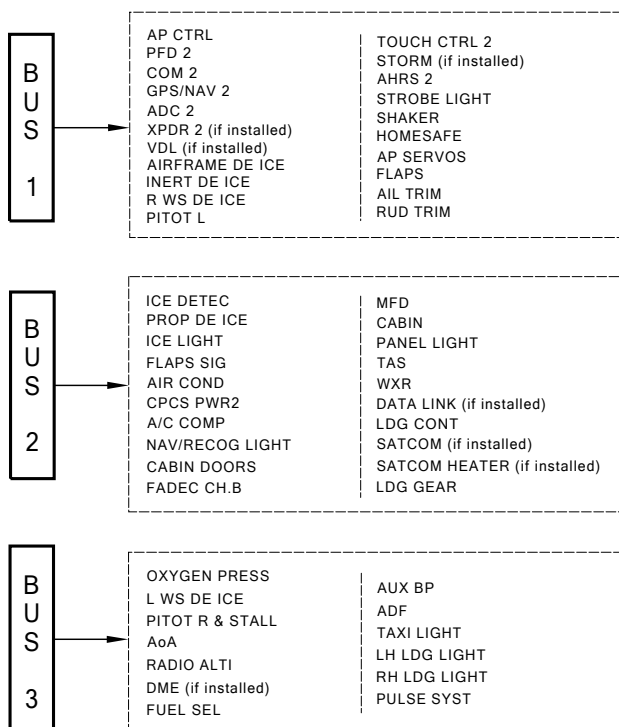 BUS 1
AP CTRL
PFD 2
COM 2
GPS/NAV 2
ADC 2
XPDR 2 (if installed)
VDL (if installed)
AIRFRAME DE ICE
INERT DE ICE
R WS DE ICE
PITOT L
TOUCH CTRL 2
STORM (if installed)
AHRS 2
STROBE LIGHT
SHAKER
HOMESAFE
AP SERVOS
FLAPS
AIL TRIM
RUD TRIM
BUS 2
ICE DETEC
PROP DE ICE
ICE LIGHT
FLAPS SIG
AIR COND
CPCS PWR2
A/C COMP
NAV/RECOG LIGHT
CABIN DOORS
FADEC CH.B
MFD
CABIN
PANEL LIGHT
TAS
WXR
DATA LINK (if installed)
LDG CONT
SATCOM (if installed)
SATCOM HEATER (if installed)
LDG GEAR
BUS 3
OXYGEN PRESS
L WS DE ICE
PITOT R & STALL
AoA
RADIO ALTI
DME (if installed)
FUEL SEL
AUX BP
ADF
TAXI LIGHT
LH LDG LIGHT
RH LDG LIGHT
PULSE SYST